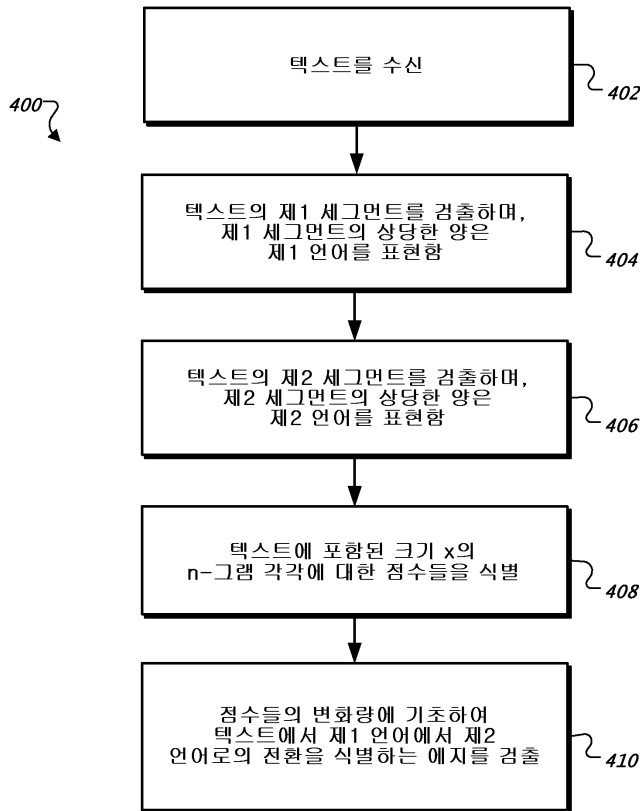 텍스트를 수신
402
400
텍스트의 제1 세그먼트를 검출하며,
제1 세그먼트의 상당한 양은
제1 언어를 표현함
404
텍스트의 제2 세그먼트를 검출하며,
제2 세그먼트의 상당한 양은
제2 언어를 표현함
406
텍스트에 포함된 크기 x의
n-그램 각각에 대한 점수들을 식별
408
점수들의 변화량에 기초하여
텍스트에서 제1 언어에서 제2
언어로의 전환을 식별하는 에지를 검출
410